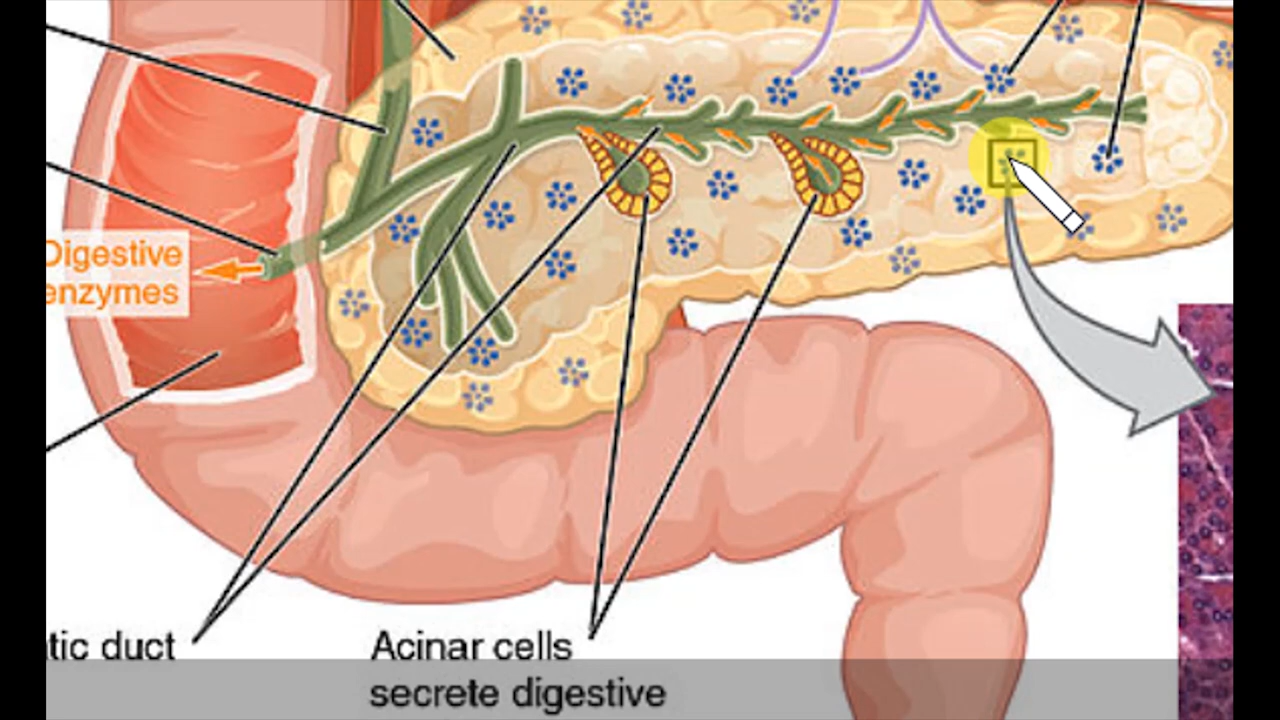 Digestive
enzymes
tic duct
Acinar cells
secrete digestive